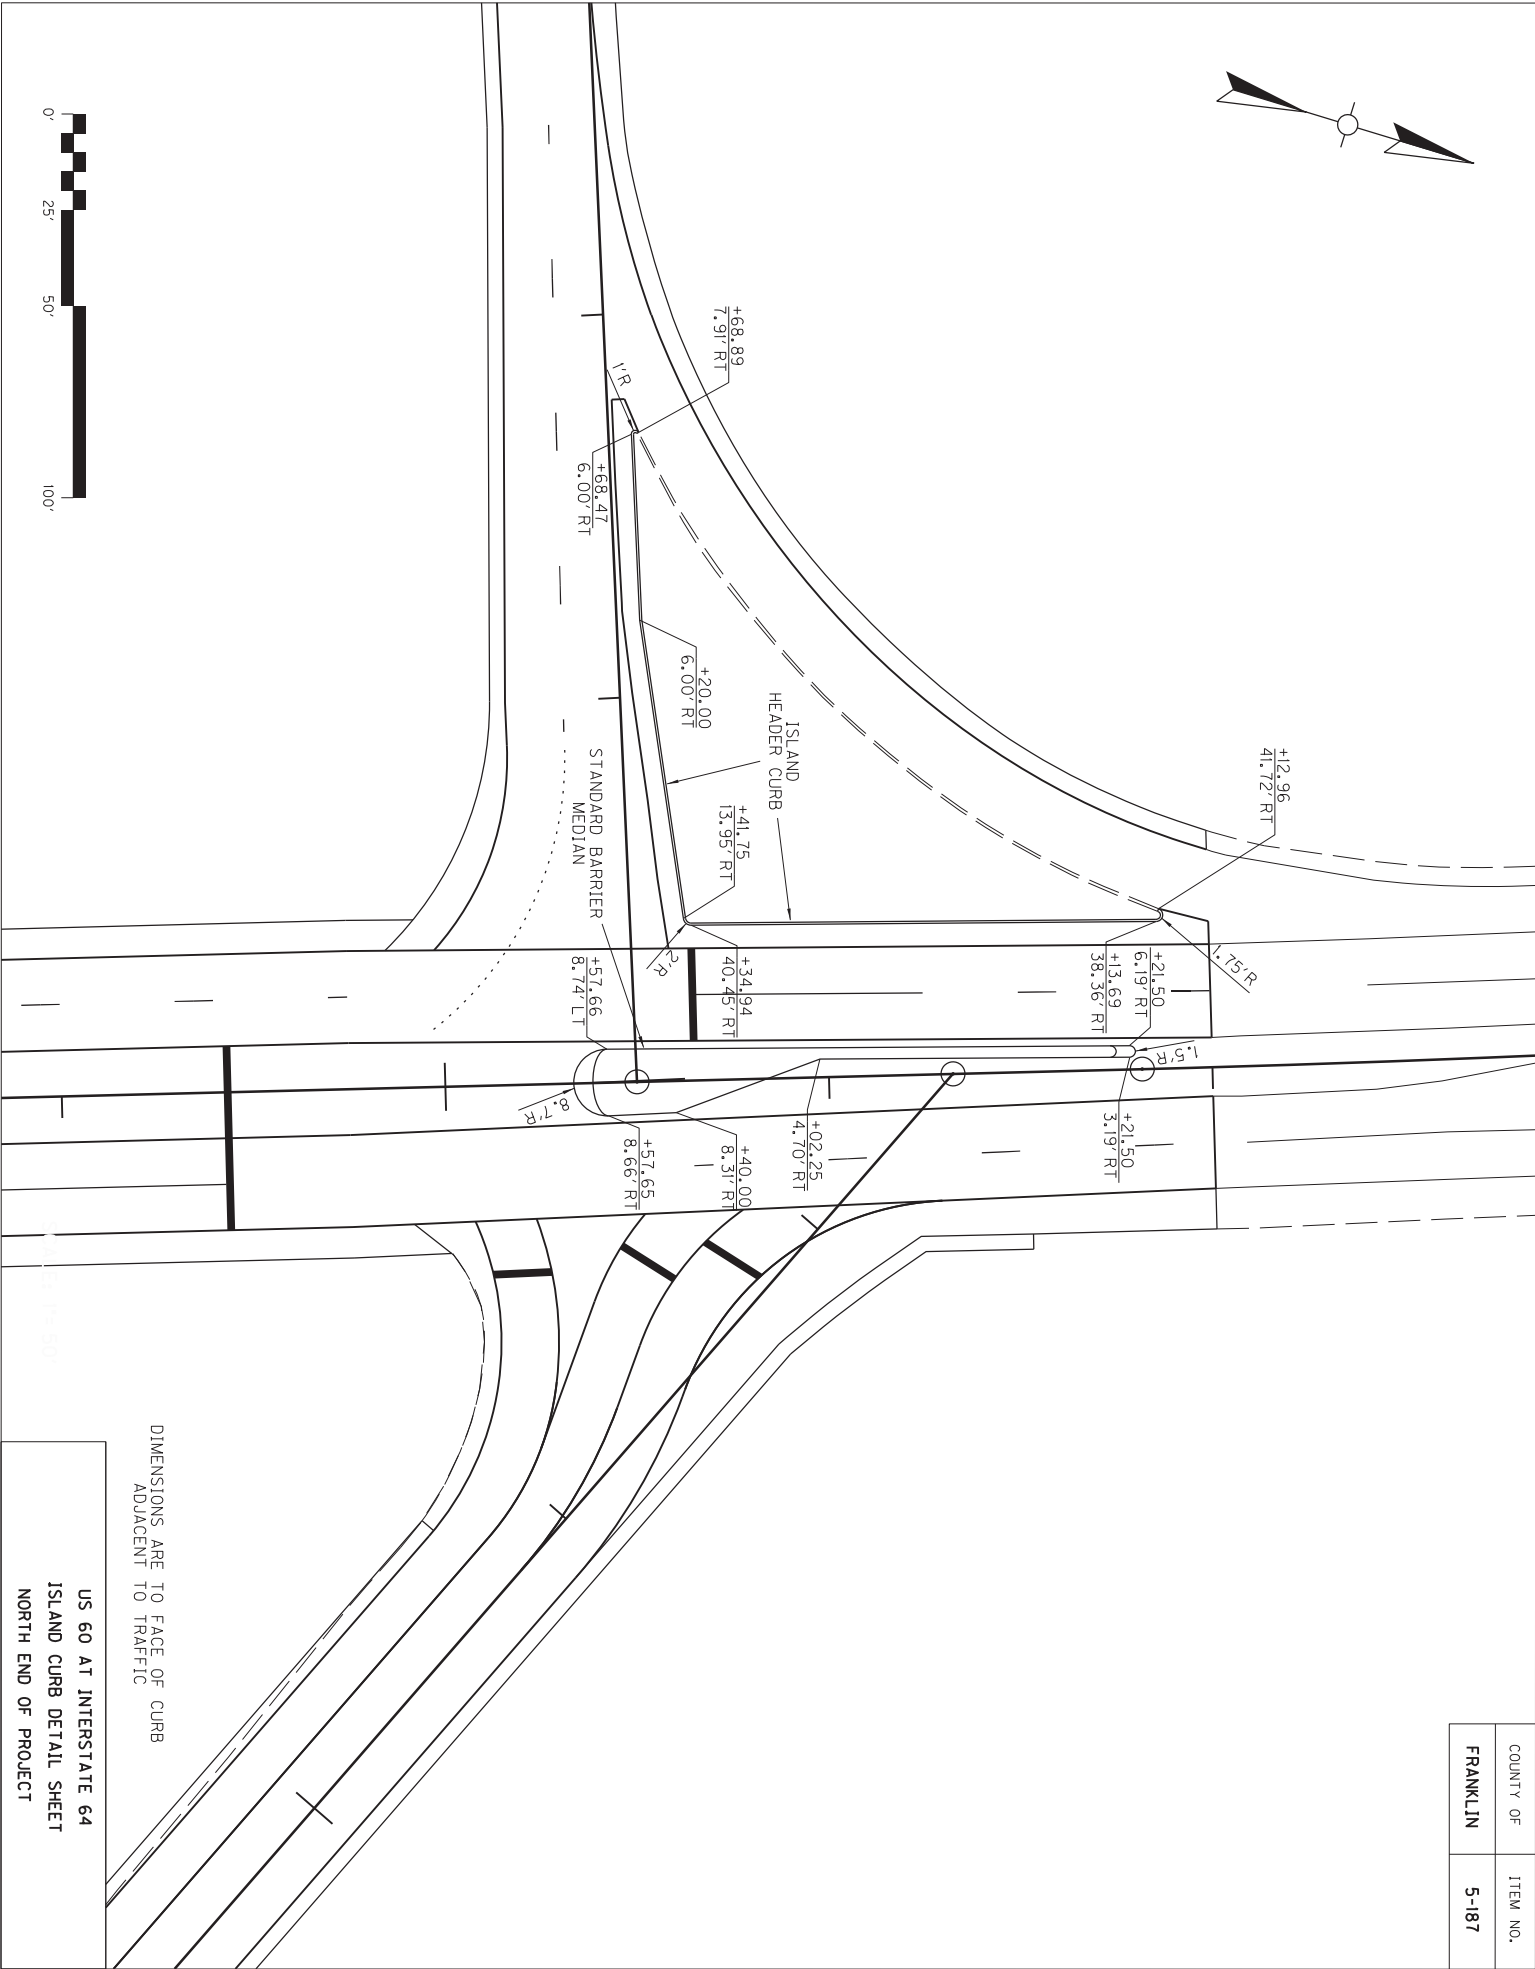 COUNTY OF
ITEM NO.
FRANKLIN
5-187
+12.96
41.72' RT
1.75'R
+21.50
6.19' RT
+13.69
38.36' RT
1.5'R
+21.50
3.19' RT
+68.89
7.91' RT
1'R
+68.47
6.00' RT
+20.00
6.00' RT
ISLAND
HEADER CURB
+41.75
13.95' RT
+34.94
40.45' RT
2'R
STANDARD BARRIER
MEDIAN
+57.66
8.74' LT
+02.25
4.70' RT
+40.00
8.31' RT
+57.65
8.66' RT
8.7'R
0'
25'
50'
100'
DIMENSIONS ARE TO FACE OF CURB
ADJACENT TO TRAFFIC
US 60 AT INTERSTATE 64
ISLAND CURB DETAIL SHEET
NORTH END OF PROJECT